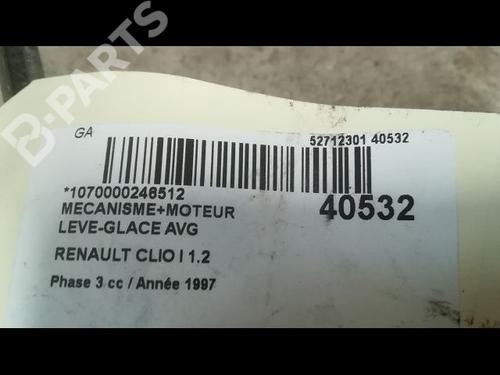 B-PARTS
GA
52712301 40532
*1070000246512
40532
MECANISME+MOTEUR
LEVE-GLACE AVG
RENAULT CLIO I 1.2
Phase 3 cc / Année 1997